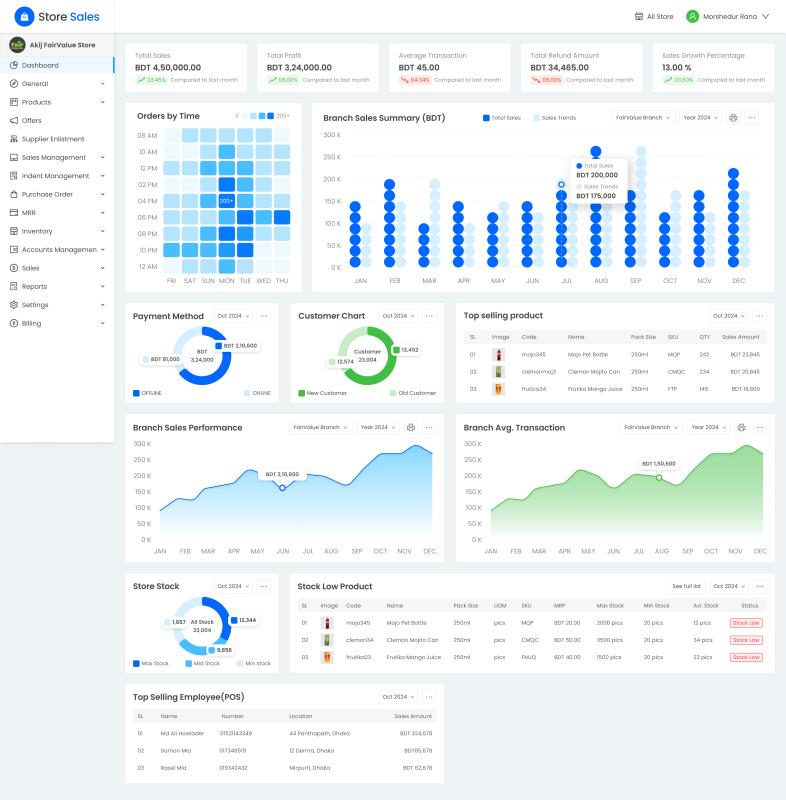 Store Sales
All Store
Morshedur Rana
Akij FairValue Store
Dashboard
General
Products
Offers
Supplier Enlistment
Sales Management
Indent Management
Purchase Order
MRR
Inventory
Accounts Managemen
Sales
Reports
Settings
Billing
Total Sales
BDT 4,50,000.00
23.45% Compared to last month
Total Profit
BDT 3,24,000.00
08.00% Compared to last month
Average Transaction
BDT 45.00
04.34% Compared to last month
Total Refund Amount
BDT 34,465.00
08.00% Compared to last month
Sales Growth Percentage
13.00 %
03.50% Compared to last month
Orders by Time
0 200+
08 AM
10 AM
12 PM
02 PM
04 PM 200+
06 PM
08 PM
10 PM
12 AM
FRI SAT SUN MON TUE WED THU
Branch Sales Summary (BDT)
Total Sales Sales Trends
FairValue Branch Year 2024
300 K
250 K
200 K
150 K
100 K
50 K
0 K
Total Sales
BDT 200,000
Sales Trends
BDT 175,000
JAN FEB MAR APR MAY JUN JUL AUG SEP OCT NOV DEC
Payment Method Oct 2024
BDT 2,10,600
BDT 81,000
BDT
3,24,000
OFFLINE ONLINE
Customer Chart Oct 2024
13,452
12,574
Customer
23,004
New Customer Old Customer
Top selling product Oct 2024
SL Image Code Name Pack Size SKU QTY Sales Amount
01 mojo345 Mojo Pet Bottle 250ml MQP 242 BDT 23,845
02 clemonmoj3 Clemon Mojito Can 250ml CMQC 234 BDT 20,845
03 frutica34 Frutika Mango Juice 250ml FTP 145 BDT 19,800
Branch Sales Performance
FairValue Branch Year 2024
300 K
250 K
200 K
150 K
100 K
50 K
0 K
BDT 2,10,600
JAN FEB MAR APR MAY JUN JUL AUG SEP OCT NOV DEC
Branch Avg. Transaction
FairValue Branch Year 2024
300 K
250 K
200 K
150 K
100 K
50 K
0 K
BDT 1,50,600
JAN FEB MAR APR MAY JUN JUL AUG SEP OCT NOV DEC
Store Stock Oct 2024
1,657
All Stock
23,004
12,344
9,656
Max Stock Mid Stock Min stock
Stock Low Product See full list Oct 2024
SL Image Code Name Pack Size UOM SKU MRP Max Stock Min Stock Avl. Stock Status
01 mojo345 Mojo Pet Bottle 250ml pics MQP BDT 20.00 2000 pics 20 pics 12 pics Stock Low
02 clemon34 Clemon Mojito Can 250ml pics CMQC BDT 50.00 3500 pics 20 pics 34 pics Stock Low
03 friutika23 Frutika Mango Juice 250ml pics FMJQ BDT 40.00 1500 pics 20 pics 23 pics Stock Low
Top Selling Employee(POS) Oct 2024
SL Name Number Location Sales Amount
01 Md Ali Howlader 01521143349 44 Panthapath, Dhaka BDT 324,678
02 Sumon Mia 017348519 12 Demra, Dhaka BDT65,678
03 Rasel Mia 019342432 Mirpur11, Dhaka BDT 62,678